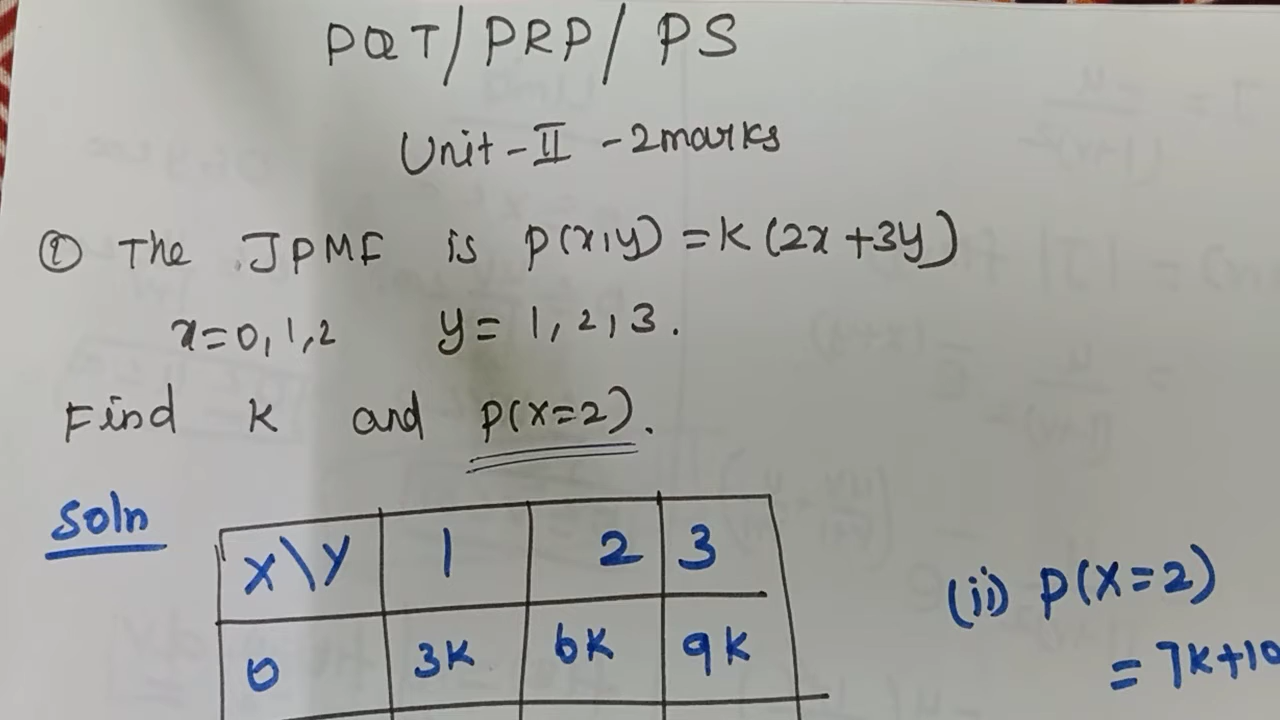 PQT/PRP/PS
Unit-II - 2marks
① The JPMF is P(x,y) = K(2x+3y)
x=0,1,2 y= 1,2,3.
Find K and P(X=2).
Soln
X\Y 1 2 3
0 3K 6K 9K
(ii) P(X=2)
= 7K+10